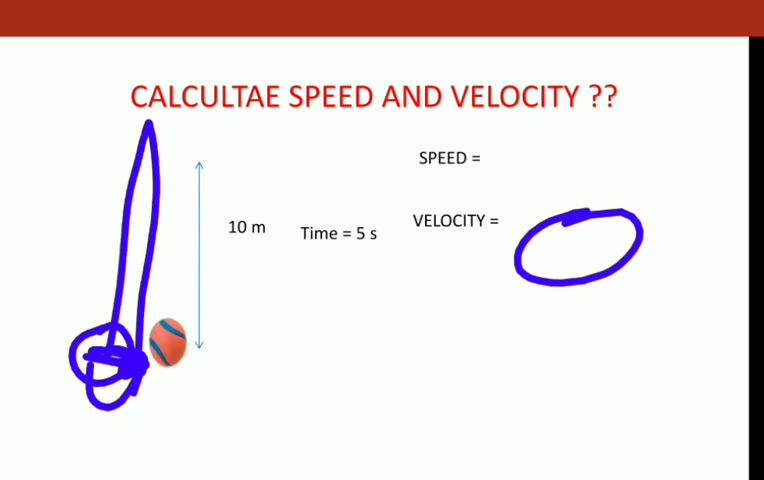 CALCULTAE SPEED AND VELOCITY ??
SPEED =
10 m
Time = 5 s
VELOCITY =